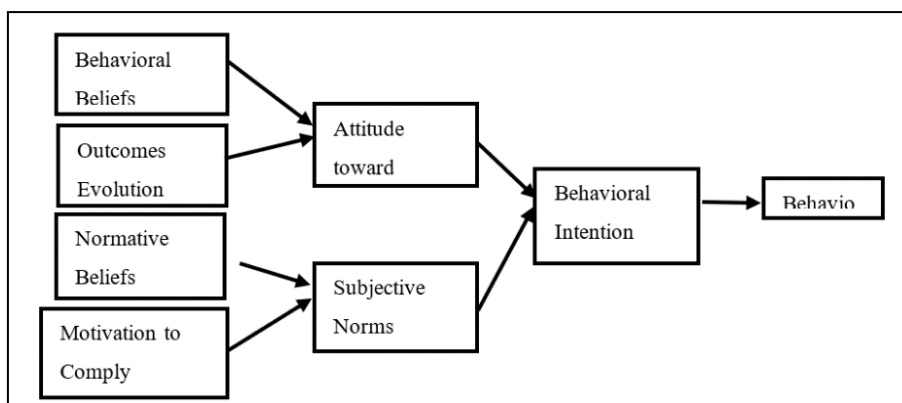 Behavioral
Beliefs
Outcomes
Evolution
Normative
Beliefs
Motivation to
Comply
Attitude
toward
Subjective
Norms
Behavioral
Intention
Behavio